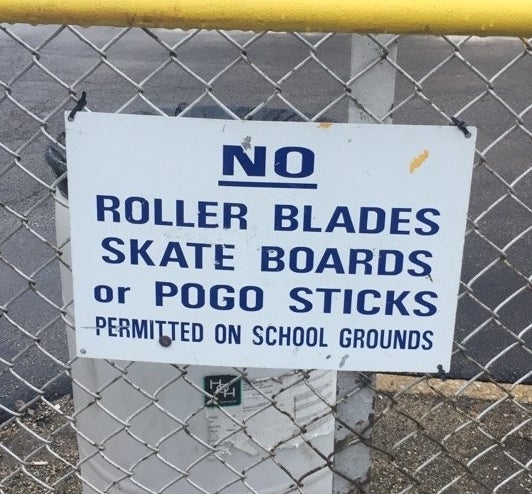 NO
ROLLER BLADES
SKATE BOARDS
or POGO STICKS
PERMITTED ON SCHOOL GROUNDS